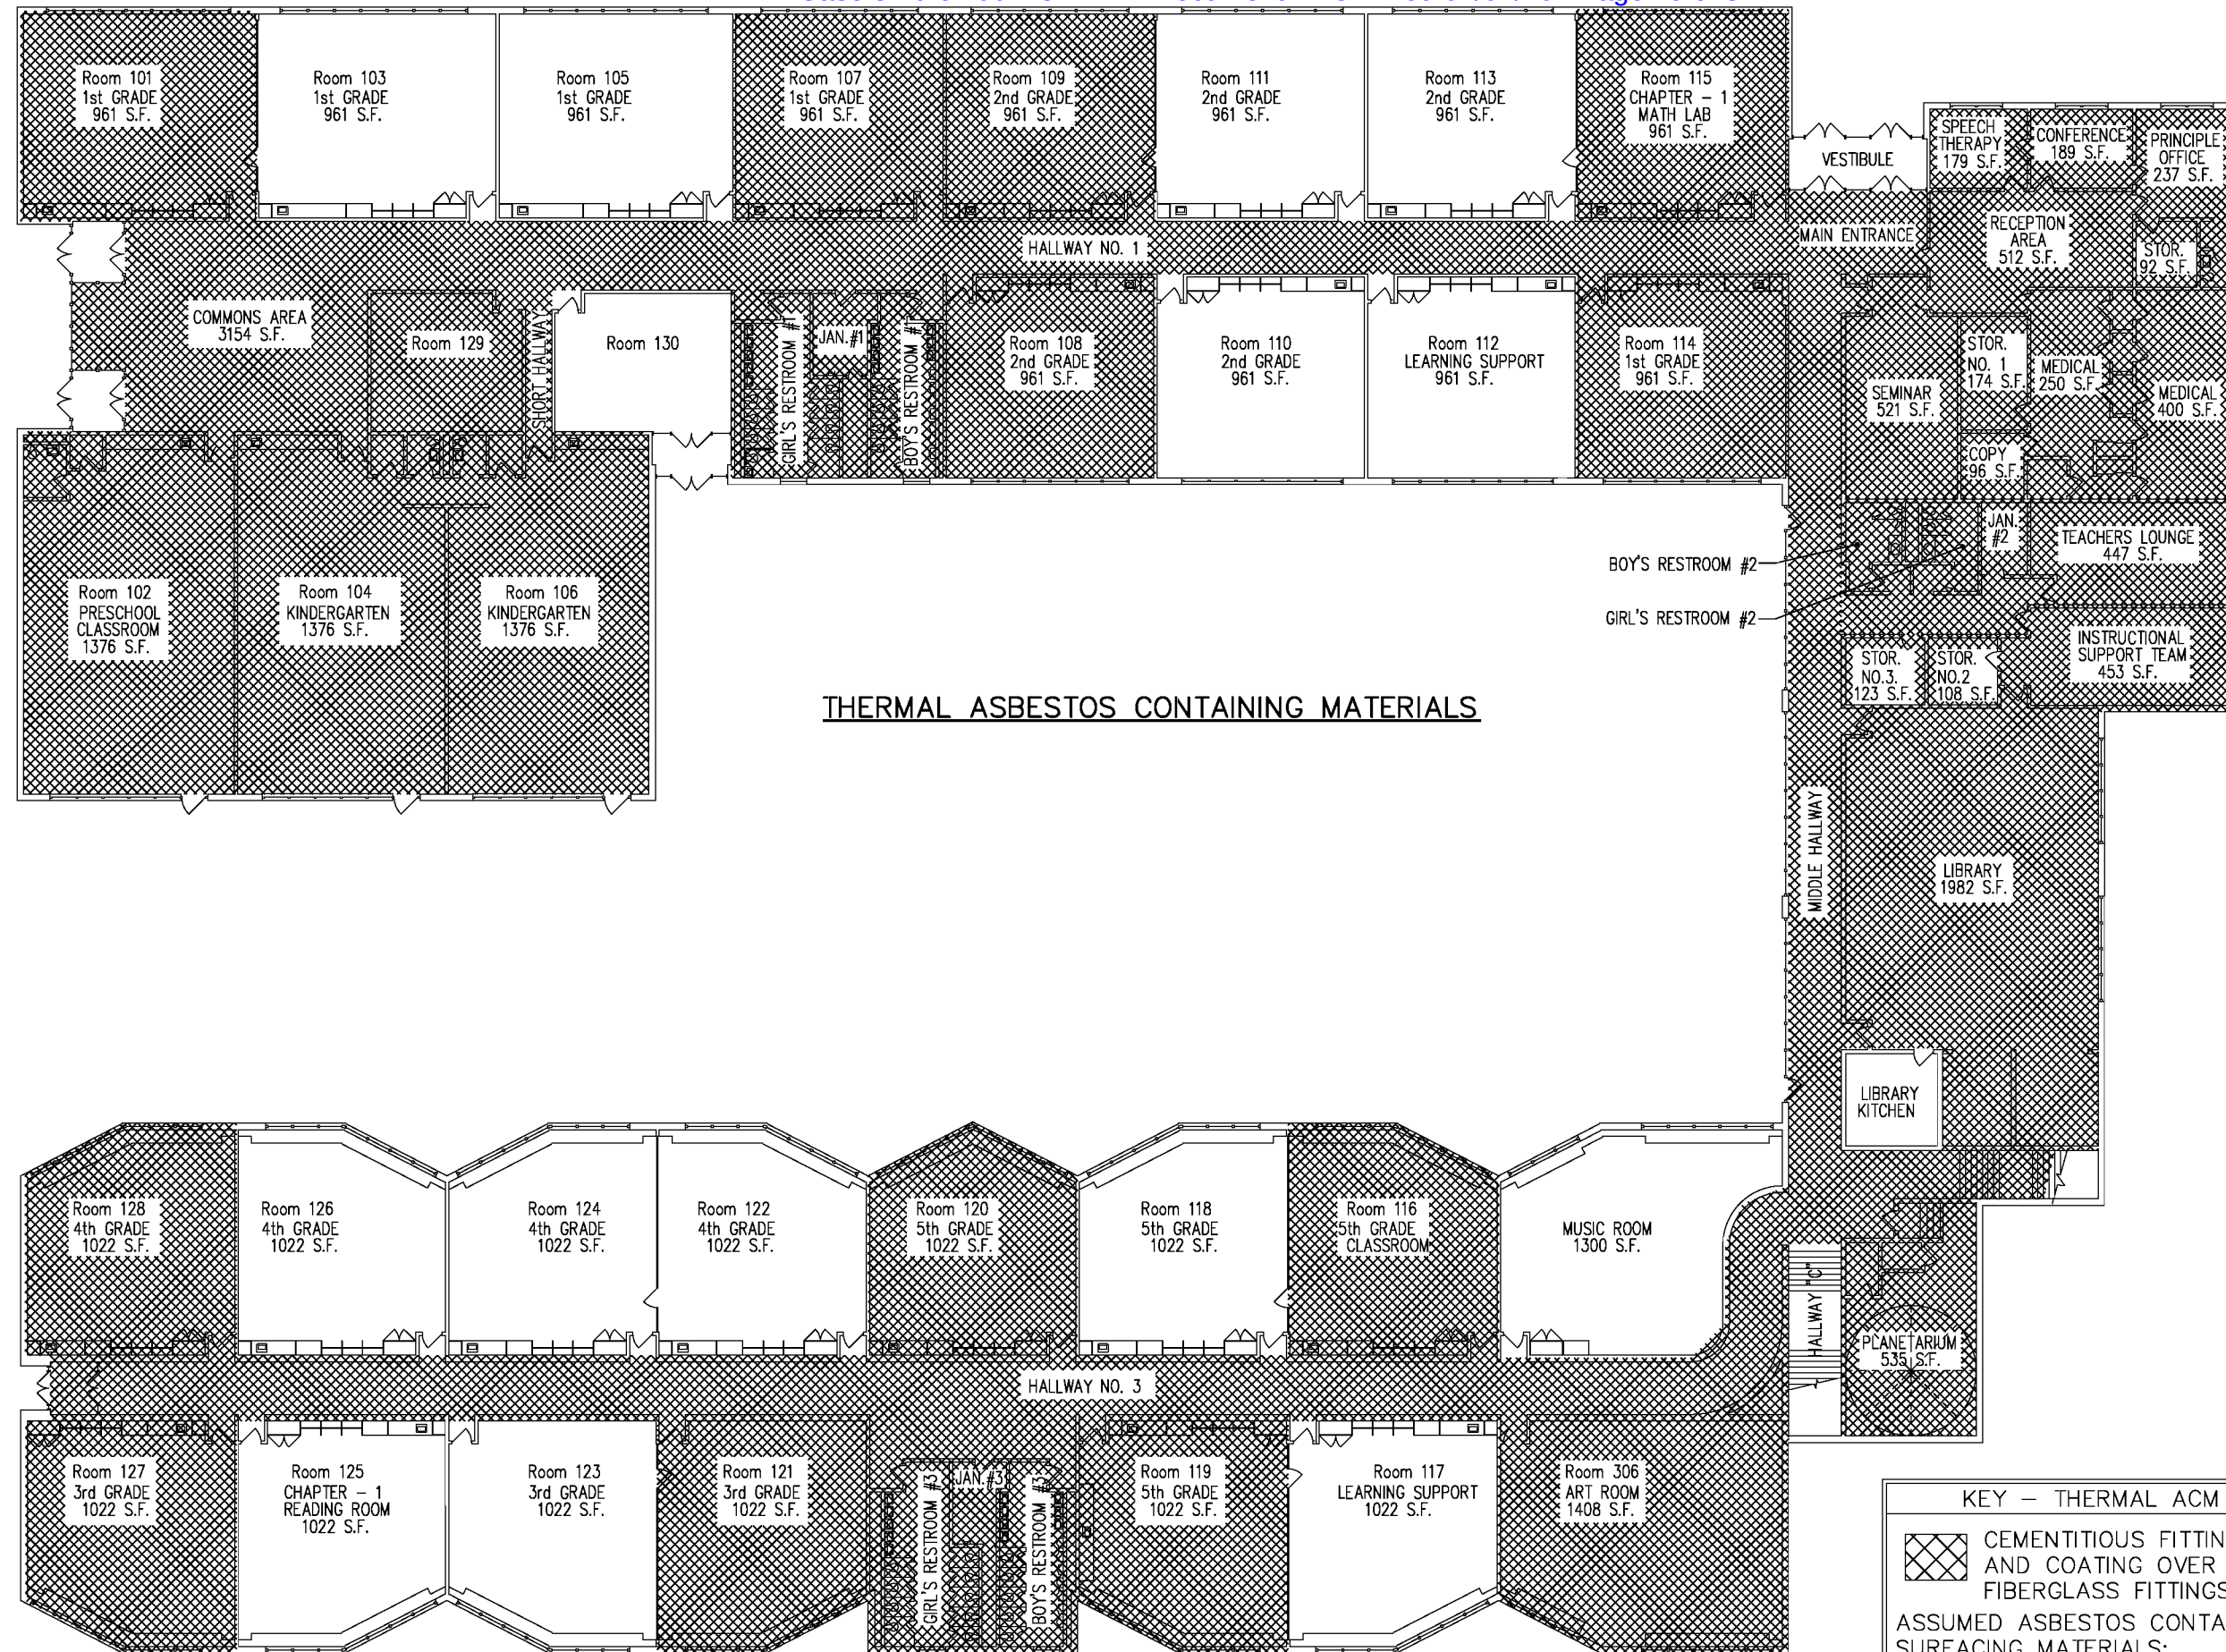 Room 101
1st GRADE
961 S.F.
Room 103
1st GRADE
961 S.F.
Room 105
1st GRADE
961 S.F.
Room 107
1st GRADE
961 S.F.
Room 109
2nd GRADE
961 S.F.
Room 111
2nd GRADE
961 S.F.
Room 113
2nd GRADE
961 S.F.
Room 115
CHAPTER - 1
MATH LAB
961 S.F.
VESTIBULE
SPEECH
THERAPY
179 S.F.
CONFERENCE
189 S.F.
PRINCIPLE
OFFICE
237 S.F.
HALLWAY NO. 1
MAIN ENTRANCE
RECEPTION
AREA
512 S.F.
STOR.
92 S.F.
COMMONS AREA
3154 S.F.
Room 129
SHORT HALLWAY
Room 130
GIRL'S RESTROOM #1
JAN.#1
BOY'S RESTROOM #1
Room 108
2nd GRADE
961 S.F.
Room 110
2nd GRADE
961 S.F.
Room 112
LEARNING SUPPORT
961 S.F.
Room 114
1st GRADE
961 S.F.
SEMINAR
521 S.F.
STOR.
NO. 1
174 S.F.
MEDICAL
250 S.F.
MEDICAL
400 S.F.
COPY
96 S.F.
JAN.
#2
TEACHERS LOUNGE
447 S.F.
BOY'S RESTROOM #2
GIRL'S RESTROOM #2
Room 102
PRESCHOOL
CLASSROOM
1376 S.F.
Room 104
KINDERGARTEN
1376 S.F.
Room 106
KINDERGARTEN
1376 S.F.
STOR.
NO.3.
123 S.F.
STOR.
NO.2
108 S.F.
INSTRUCTIONAL
SUPPORT TEAM
453 S.F.
THERMAL ASBESTOS CONTAINING MATERIALS
MIDDLE HALLWAY
LIBRARY
1982 S.F.
LIBRARY
KITCHEN
Room 128
4th GRADE
1022 S.F.
Room 126
4th GRADE
1022 S.F.
Room 124
4th GRADE
1022 S.F.
Room 122
4th GRADE
1022 S.F.
Room 120
5th GRADE
1022 S.F.
Room 118
5th GRADE
1022 S.F.
Room 116
5th GRADE
CLASSROOM
MUSIC ROOM
1300 S.F.
HALLWAY "C"
PLANETARIUM
535 S.F.
HALLWAY NO. 3
Room 127
3rd GRADE
1022 S.F.
Room 125
CHAPTER - 1
READING ROOM
1022 S.F.
Room 123
3rd GRADE
1022 S.F.
Room 121
3rd GRADE
1022 S.F.
GIRL'S RESTROOM #3
JAN.#3
BOY'S RESTROOM #3
Room 119
5th GRADE
1022 S.F.
Room 117
LEARNING SUPPORT
1022 S.F.
Room 306
ART ROOM
1408 S.F.
KEY - THERMAL ACM
CEMENTITIOUS FITTIN
AND COATING OVER
FIBERGLASS FITTINGS
ASSUMED ASBESTOS CONTA
SURFACING MATERIALS: